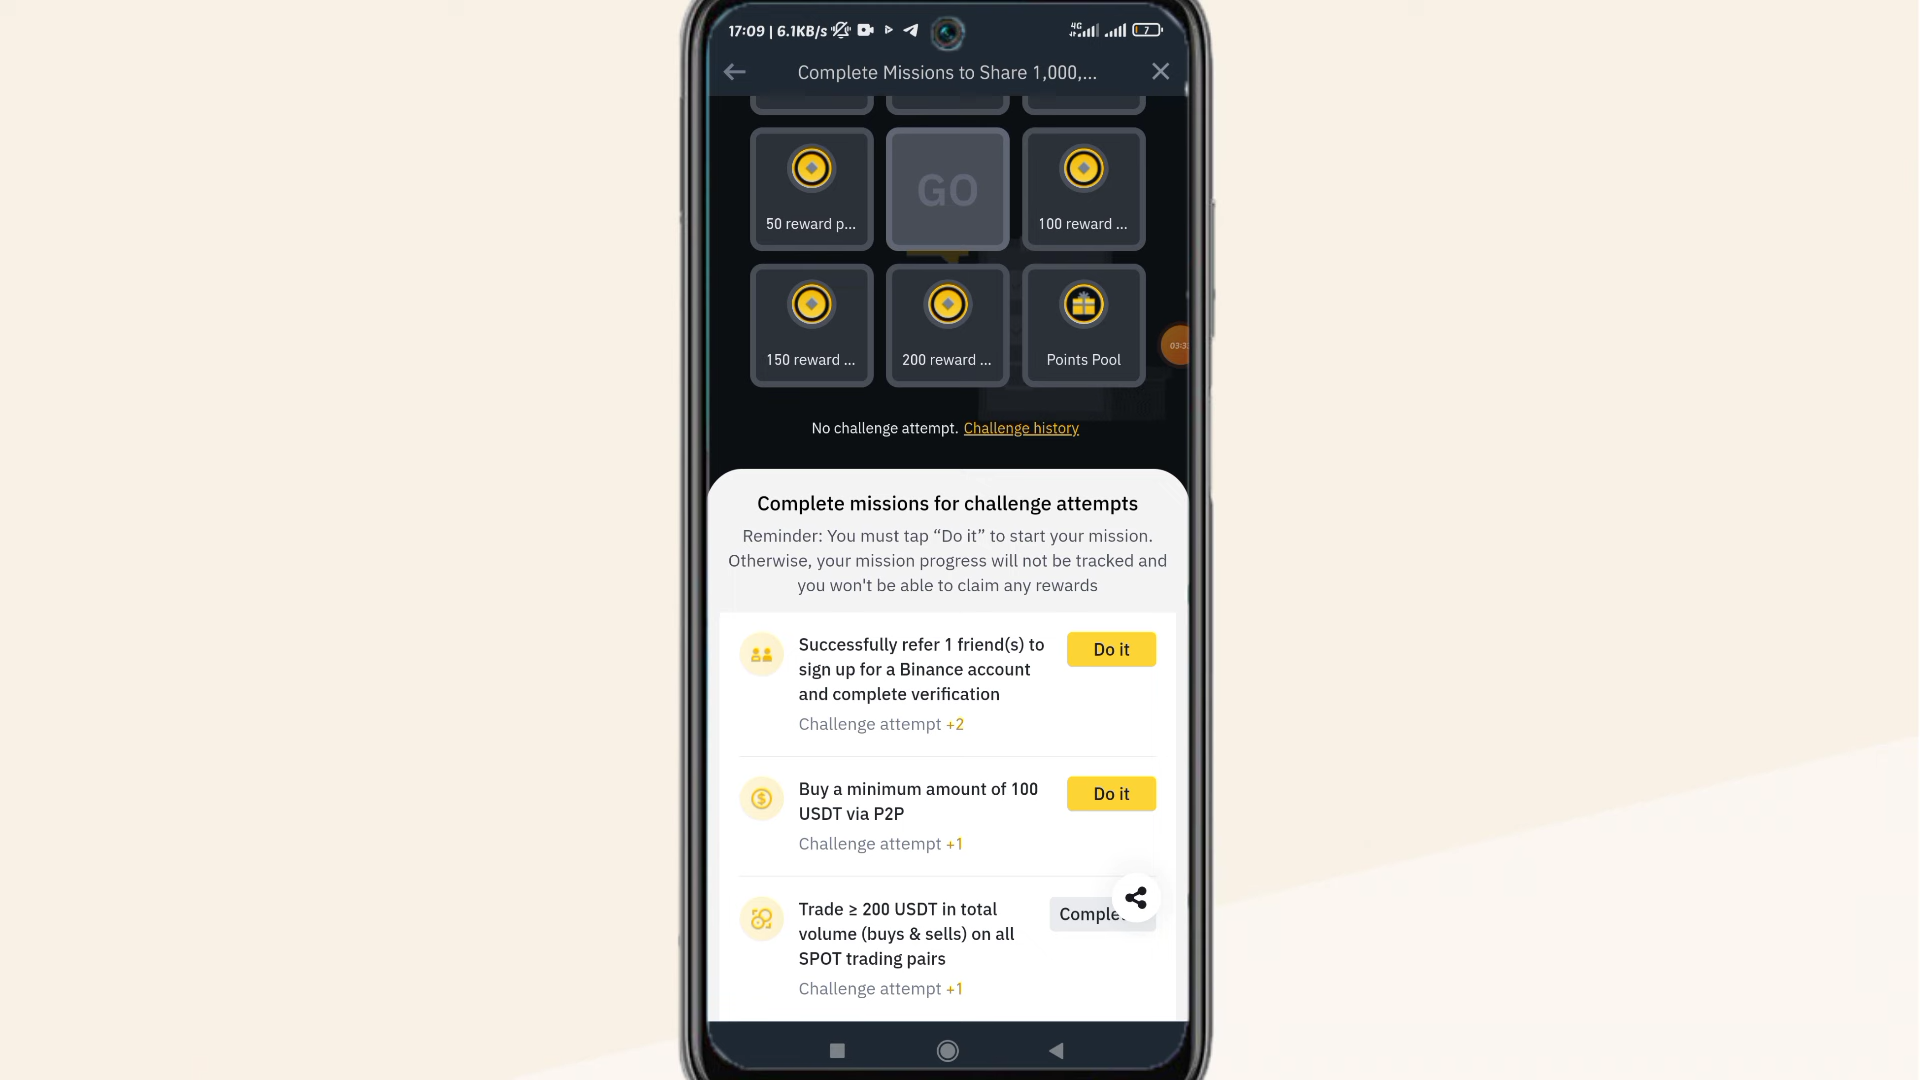 17:09 | 6.1KB/s
4G
7
Complete Missions to Share 1,000,...
50 reward p...
GO
100 reward ...
150 reward ...
200 reward ...
Points Pool
No challenge attempt. Challenge history
Complete missions for challenge attempts
Reminder: You must tap “Do it” to start your mission.
Otherwise, your mission progress will not be tracked and
you won't be able to claim any rewards
Successfully refer 1 friend(s) to
sign up for a Binance account
and complete verification
Do it
Challenge attempt +2
Buy a minimum amount of 100
USDT via P2P
Do it
Challenge attempt +1
Trade ≥ 200 USDT in total
volume (buys & sells) on all
SPOT trading pairs
Challenge attempt +1